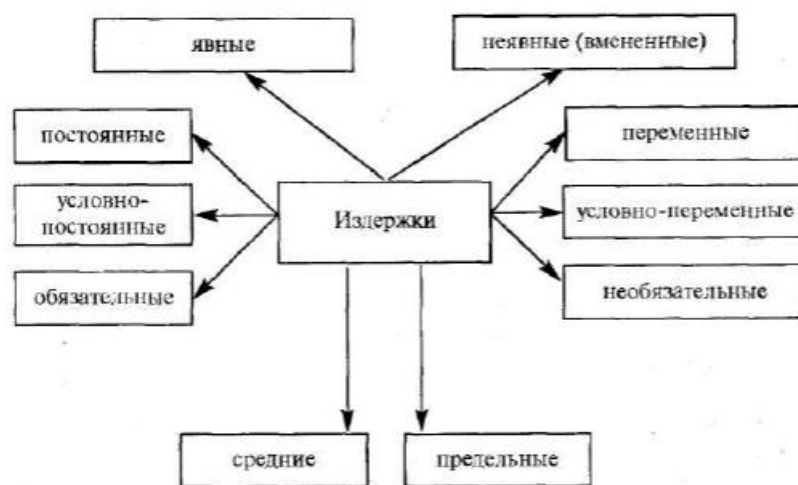 явные
неявные (вмененные)
постоянные
переменные
условно-
постоянные
Издержки
условно-переменные
обязательные
необязательные
средние
предельные